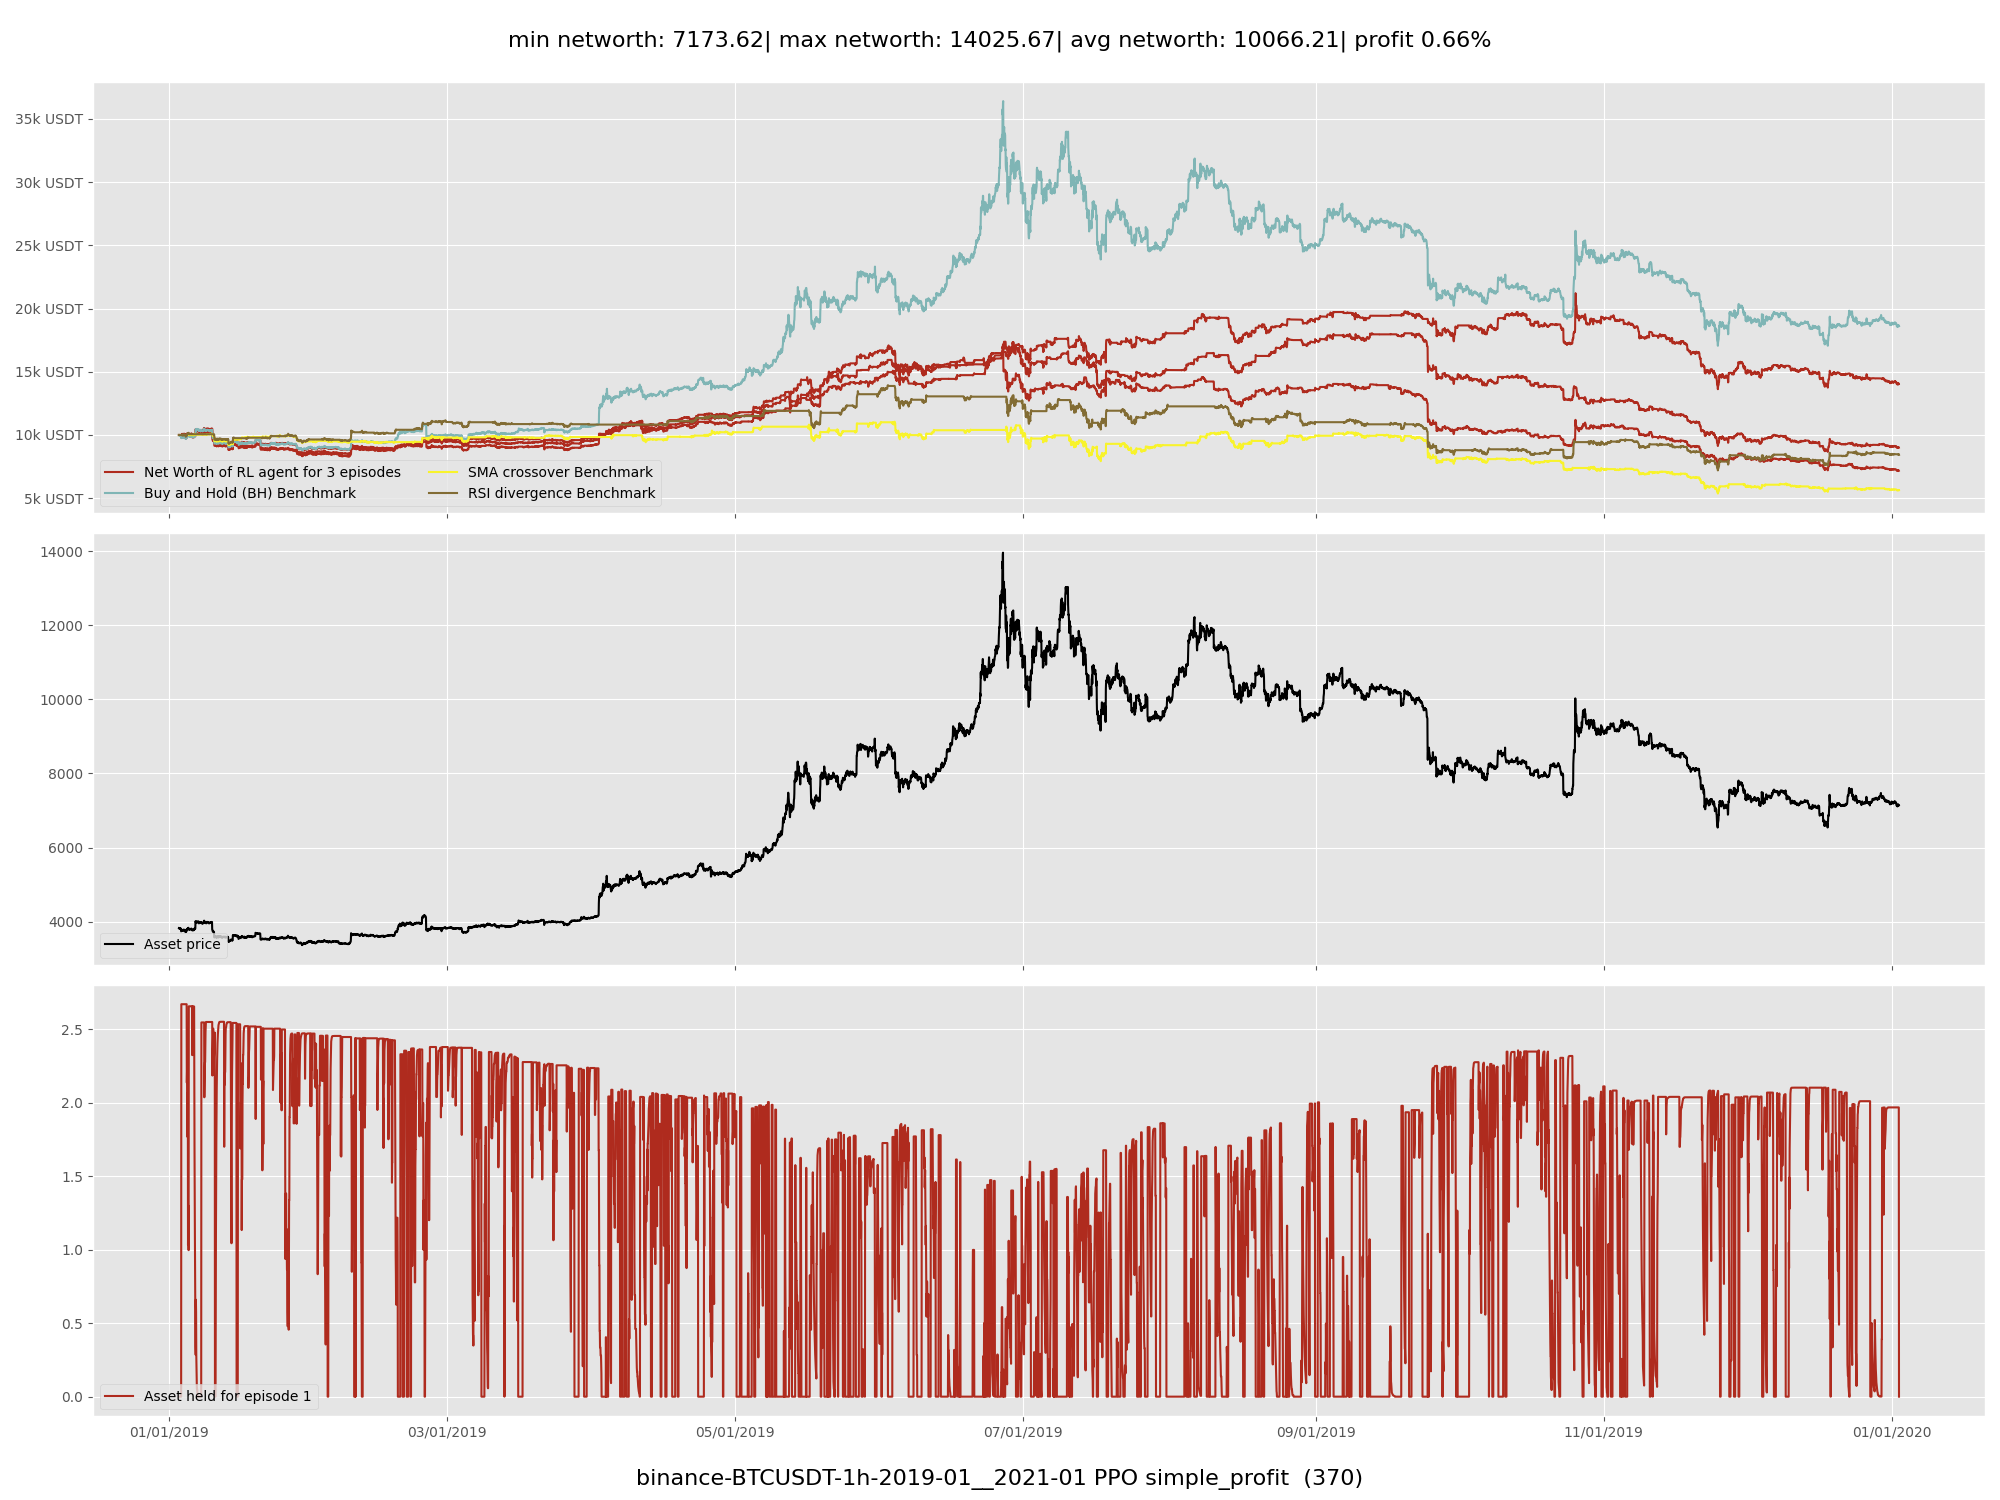 min networth: 7173.62| max networth: 14025.67| avg networth: 10066.21| profit 0.66%
35k USDT
30k USDT
25k USDT
20k USDT
15k USDT
10k USDT
5k USDT
Net Worth of RL agent for 3 episodes
Buy and Hold (BH) Benchmark
SMA crossover Benchmark
RSI divergence Benchmark
14000
12000
10000
8000
6000
4000
Asset price
2.5
2.0
1.5
1.0
0.5
0.0
Asset held for episode 1
01/01/2019
03/01/2019
05/01/2019
07/01/2019
09/01/2019
11/01/2019
01/01/2020
binance-BTCUSDT-1h-2019-01__2021-01 PPO simple_profit  (370)